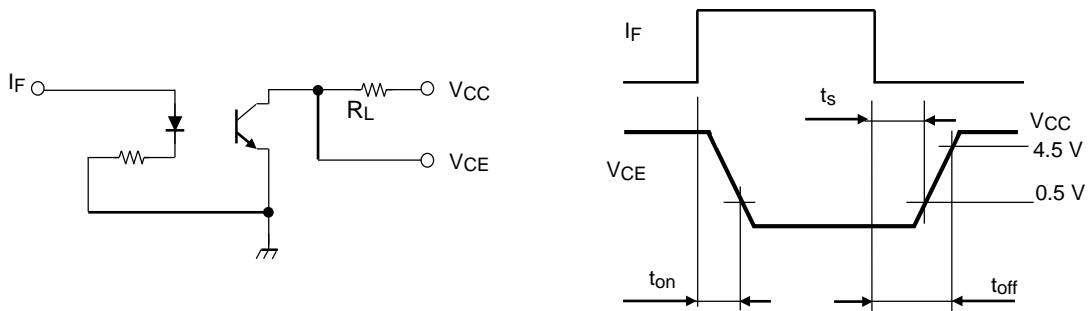 IF
RL
VCC
VCE
IF
ts
VCC
4.5 V
VCE
0.5 V
ton
toff